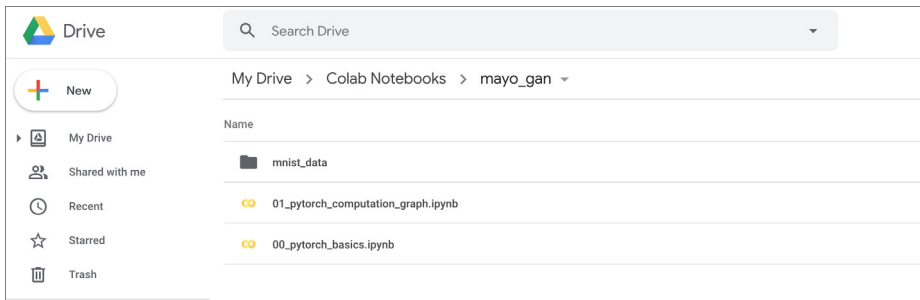 Drive
Search Drive
New
My Drive
Shared with me
Recent
Starred
Trash
My Drive > Colab Notebooks > mayo_gan
Name
mnist_data
01_pytorch_computation_graph.ipynb
00_pytorch_basics.ipynb